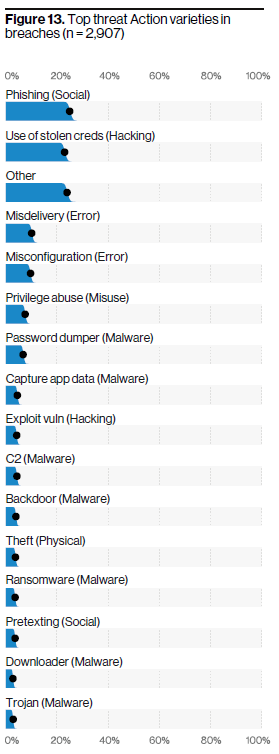 Figure 13. Top threat Action varieties in
breaches (n = 2,907)
0% 20% 40% 60% 80% 100%
Phishing (Social)
Use of stolen creds (Hacking)
Other
Misdelivery (Error)
Misconfiguration (Error)
Privilege abuse (Misuse)
Password dumper (Malware)
Capture app data (Malware)
Exploit vuln (Hacking)
C2 (Malware)
Backdoor (Malware)
Theft (Physical)
Ransomware (Malware)
Pretexting (Social)
Downloader (Malware)
Trojan (Malware)
0% 20% 40% 60% 80% 100%